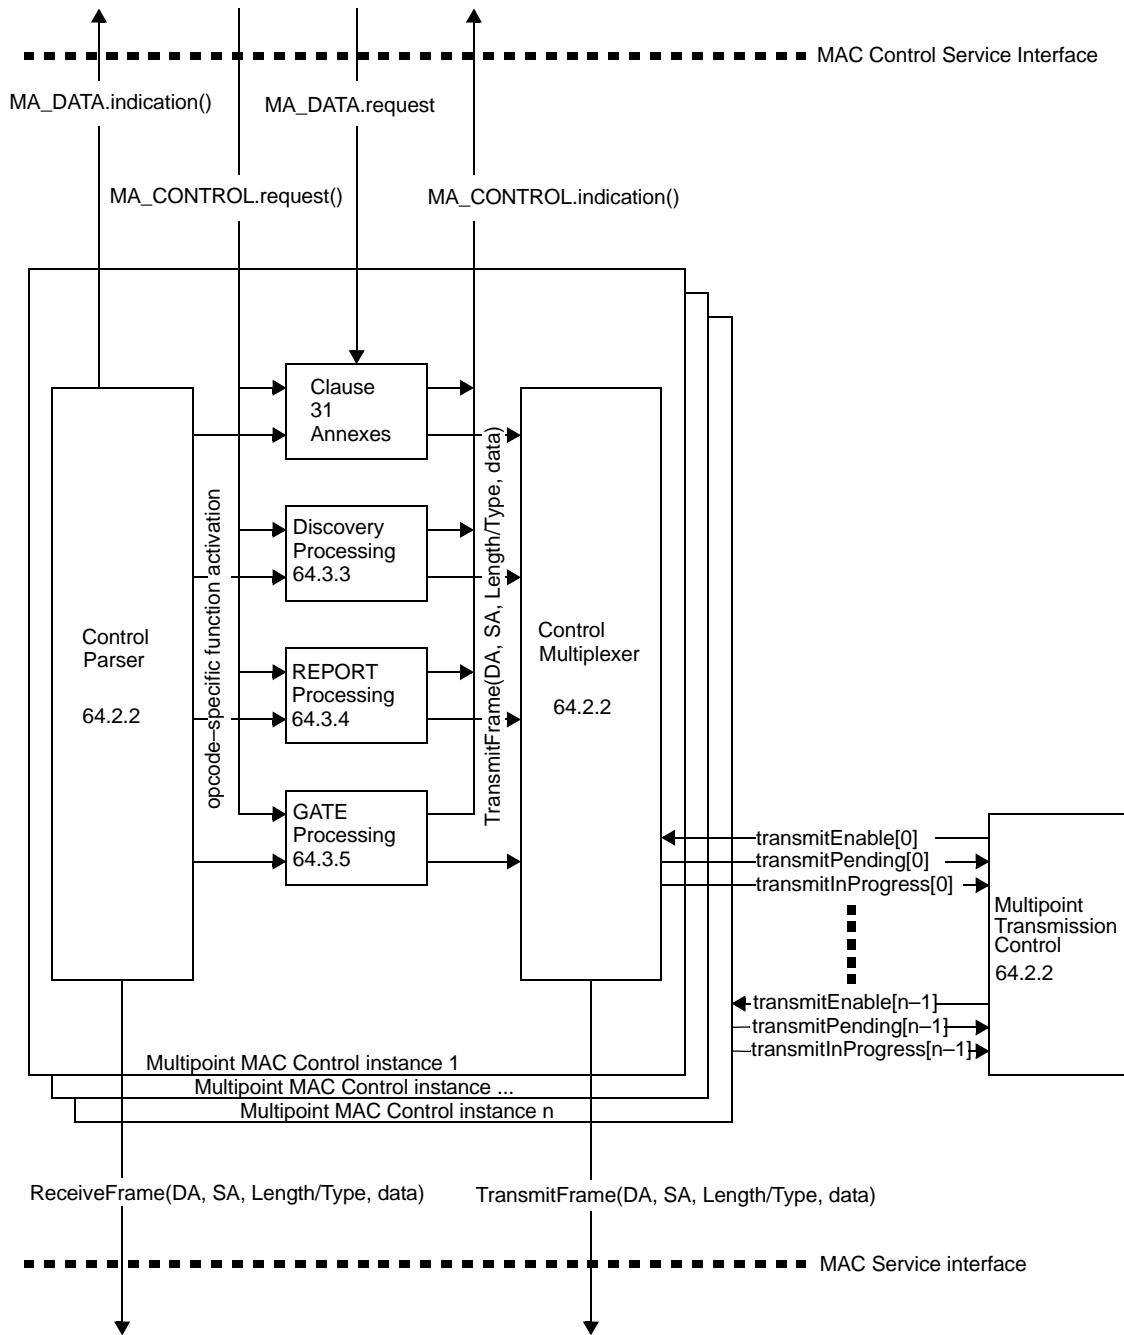 MAC Control Service Interface
MA_DATA.indication()
MA_DATA.request
MA_CONTROL.request()
MA_CONTROL.indication()
Clause
31
Annexes
Discovery
Processing
64.3.3
REPORT
Processing
64.3.4
GATE
Processing
64.3.5
Control
Parser
64.2.2
opcode–specific function activation
TransmitFrame(DA, SA, Length/Type, data)
Control
Multiplexer
64.2.2
transmitEnable[0]
transmitPending[0]
transmitInProgress[0]
Multipoint
Transmission
Control
64.2.2
transmitEnable[n–1]
transmitPending[n–1]
transmitInProgress[n–1]
Multipoint MAC Control instance 1
Multipoint MAC Control instance ...
Multipoint MAC Control instance n
ReceiveFrame(DA, SA, Length/Type, data)
TransmitFrame(DA, SA, Length/Type, data)
MAC Service interface